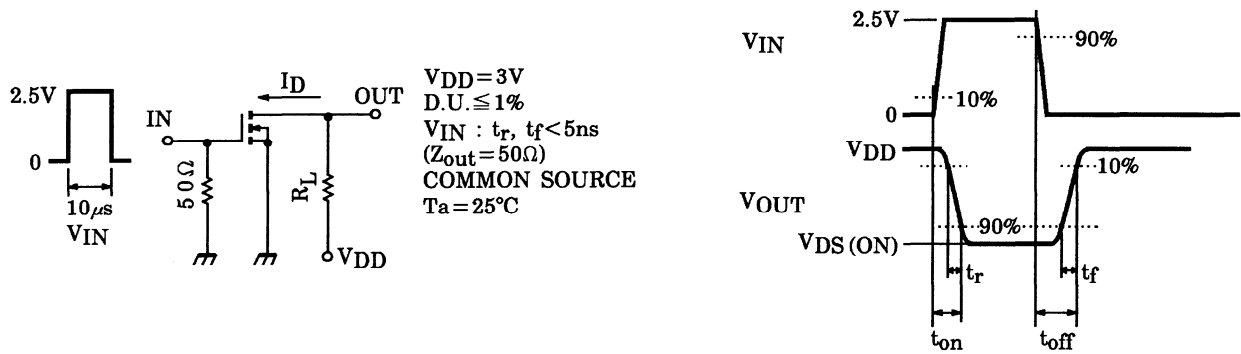 2.5V
0
10μs
VIN
IN
50Ω
ID
OUT
RL
VDD
VDD=3V
D.U.≦1%
VIN : tr, tf<5ns
(Zout=50Ω)
COMMON SOURCE
Ta=25°C
VIN
2.5V
90%
10%
0
VDD
10%
VOUT
90%
VDS(ON)
tr
tf
ton
toff